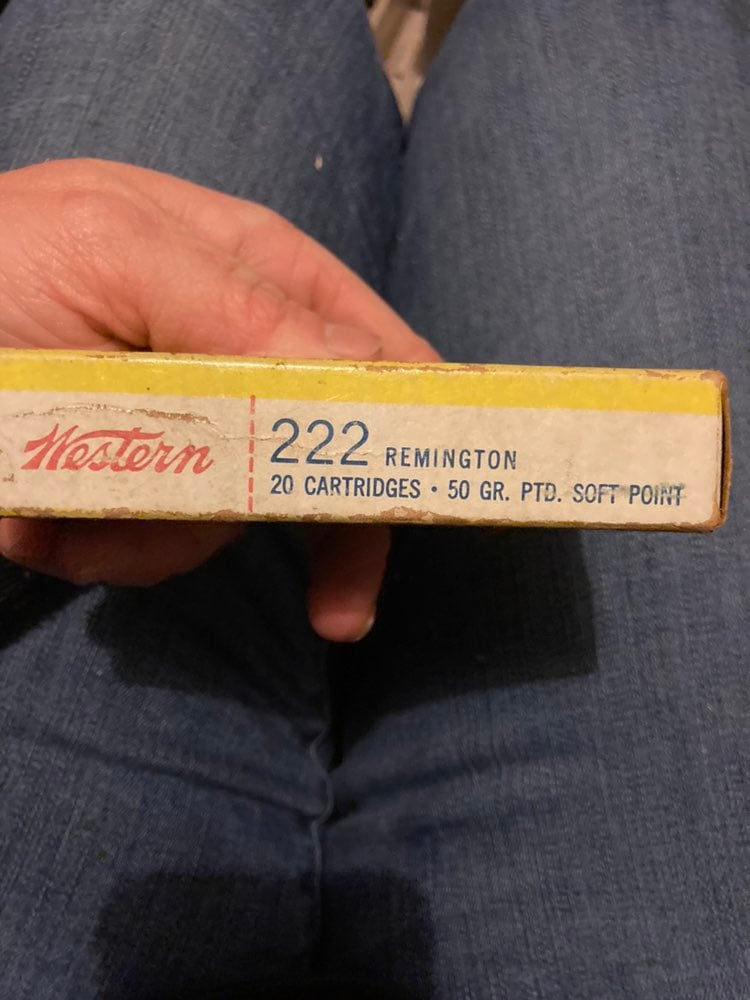 Western
222 REMINGTON
20 CARTRIDGES • 50 GR. PTD. SOFT POINT